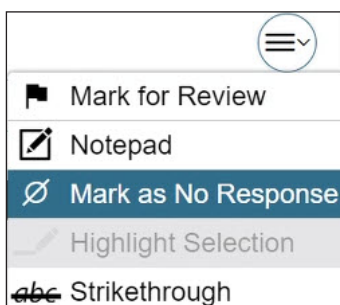 Mark for Review
Notepad
Mark as No Response
Highlight Selection
abc Strikethrough